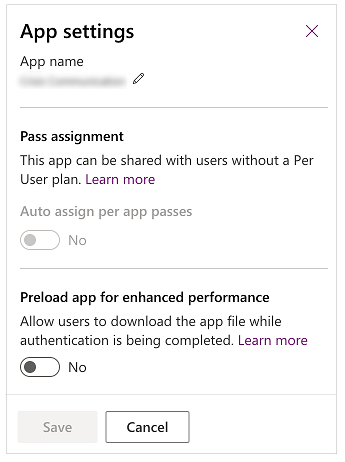 App settings
App name
Pass assignment
This app can be shared with users without a Per
User plan. Learn more
Auto assign per app passes
No
Preload app for enhanced performance
Allow users to download the app file while
authentication is being completed. Learn more
No
Save
Cancel